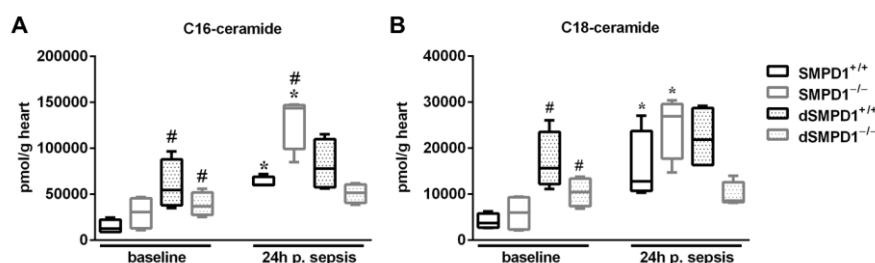 A
C16-ceramide
pmol/g heart
200000
150000
100000
50000
0
#
#
*
#
*
baseline
24h p. sepsis
B
C18-ceramide
pmol/g heart
40000
30000
20000
10000
0
#
#
*
*
baseline
24h p. sepsis
SMPD1+/+
SMPD1−/−
dSMPD1+/+
dSMPD1−/−